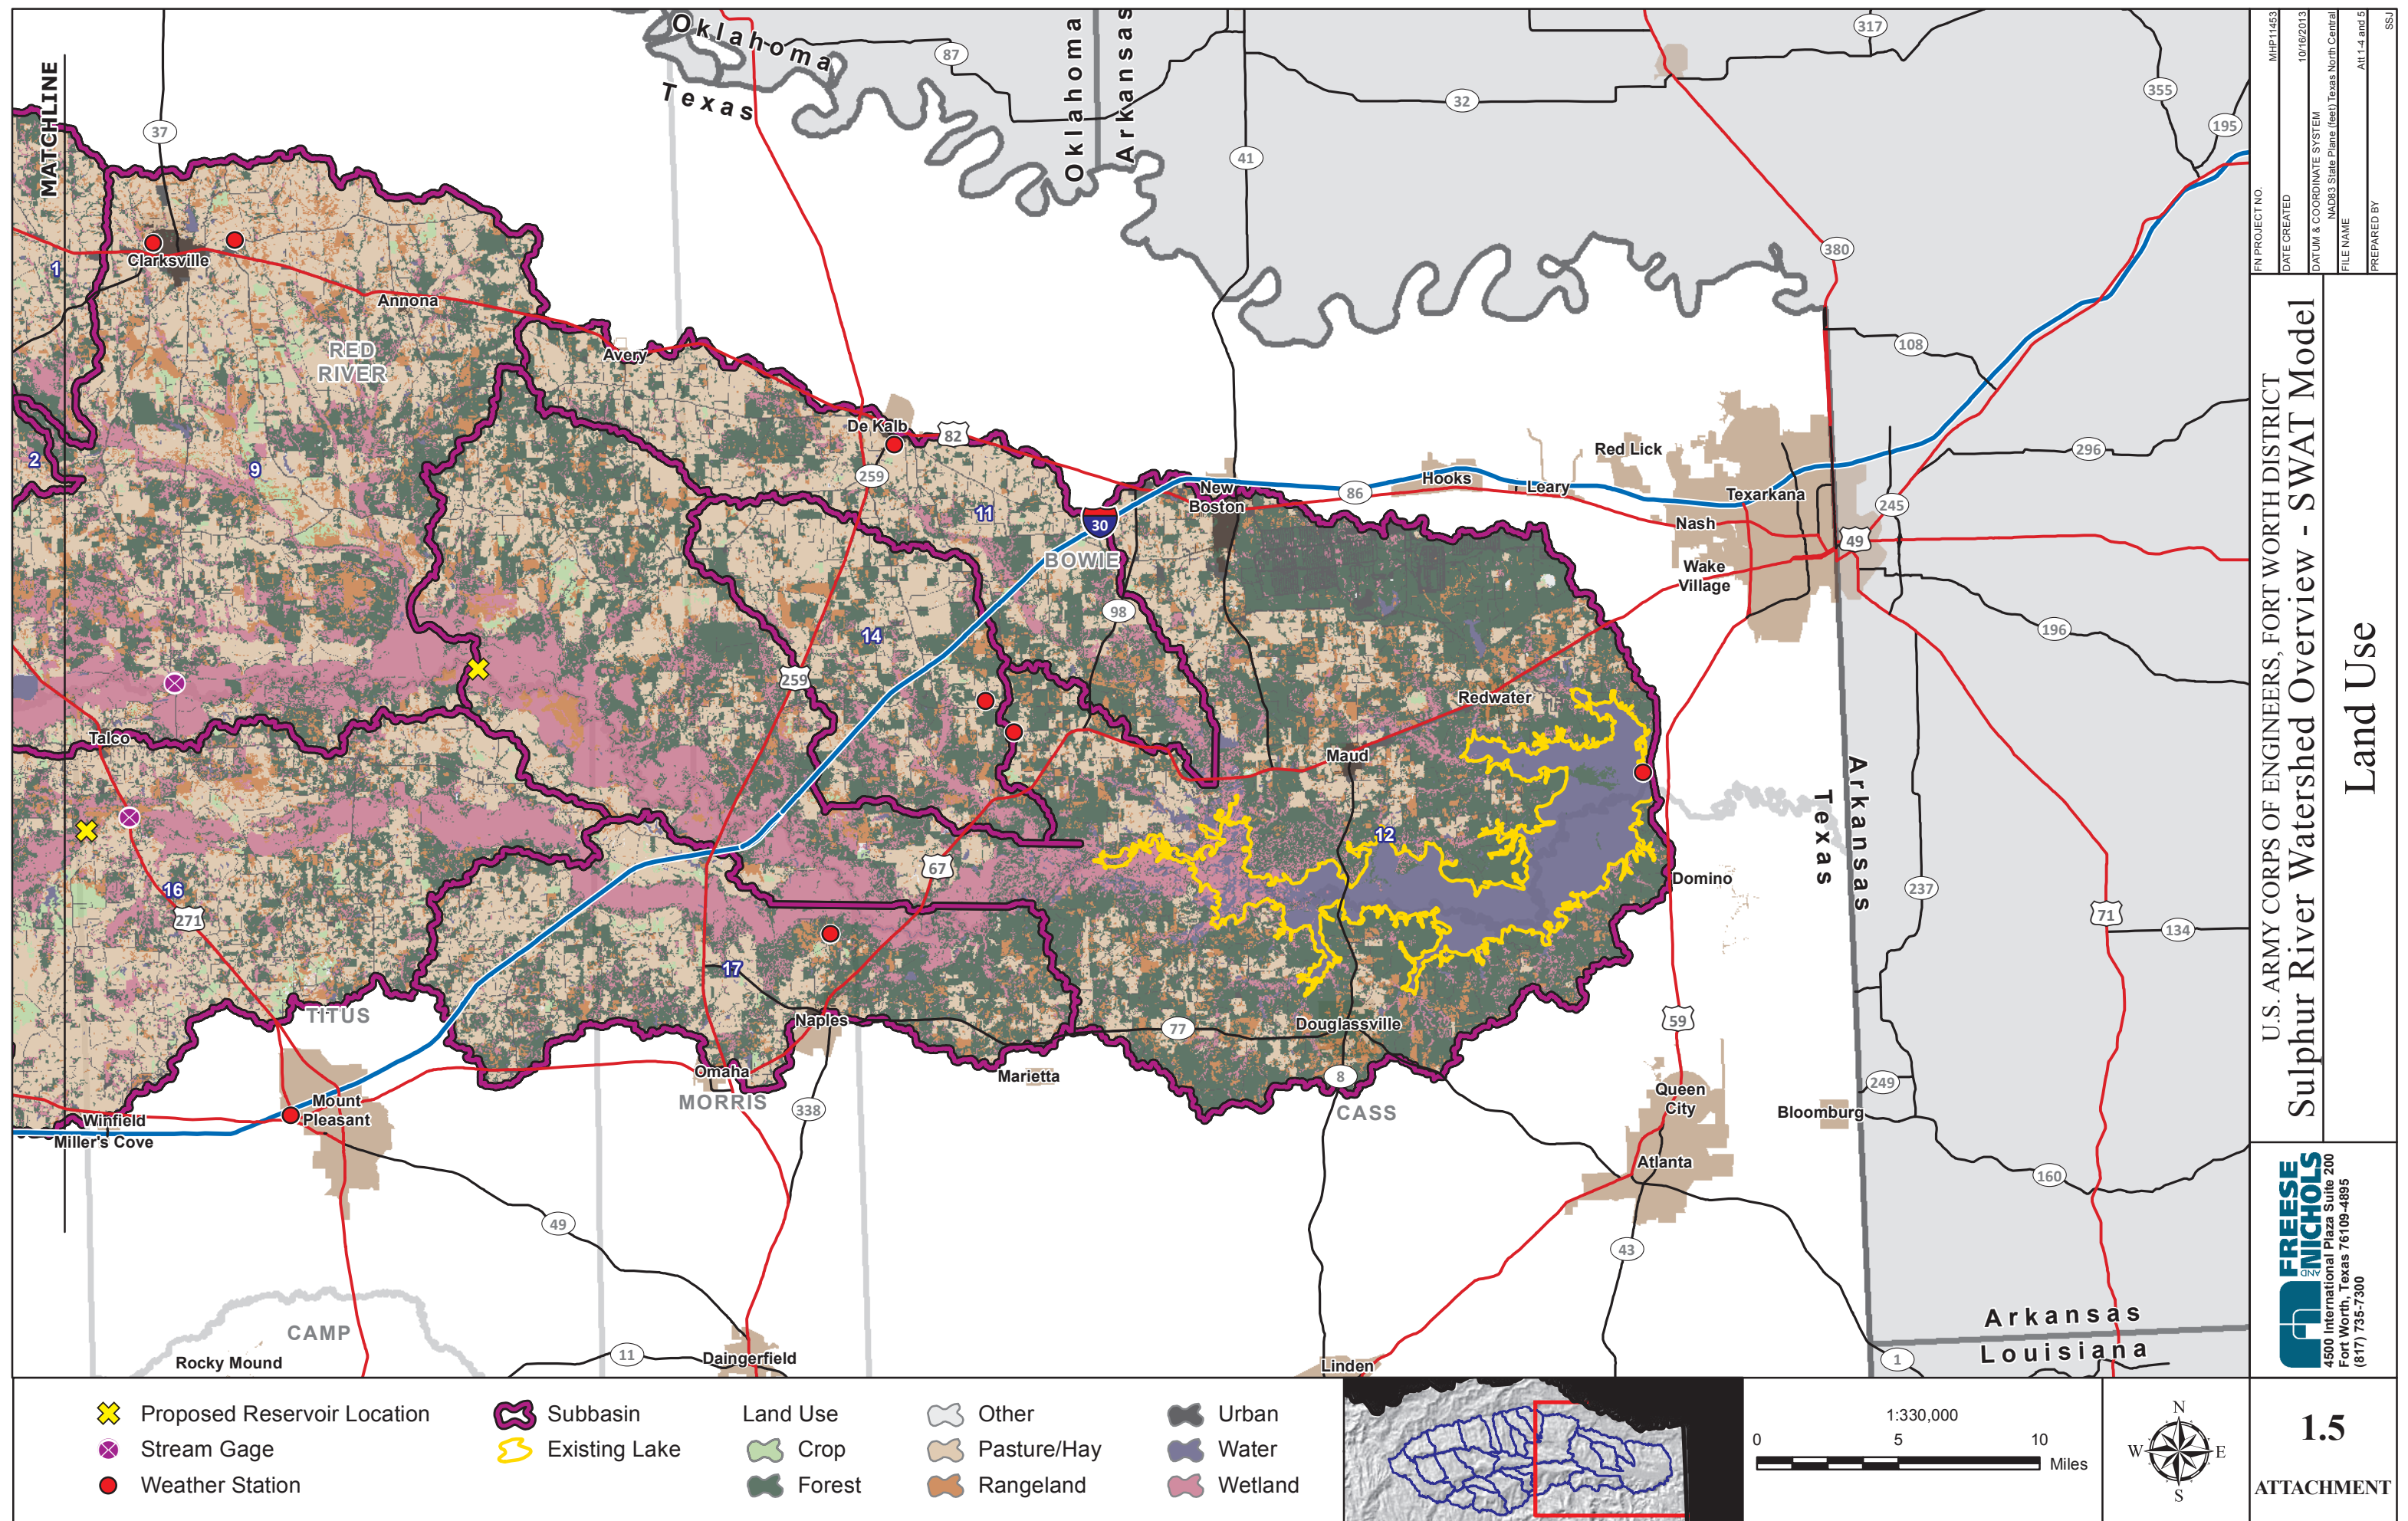 MATCHLINE
Oklahoma
Texas
Oklahoma
Arkansas
37
87
41
32
317
355
195
380
108
1
Clarksville
Annona
RED
RIVER
Avery
De Kalb
82
259
2
9
11
New
Boston
86
Hooks
Leary
Red Lick
Texarkana
Nash
245
296
49
30
BOWIE
98
Wake
Village
14
196
259
Redwater
Talco
Maud
Texas
Arkansas
12
67
16
271
Domino
237
71
134
17
TITUS
Naples
77
Douglassville
59
Omaha
Marietta
8
MORRIS
338
CASS
Queen
City
Bloomburg
249
Mount
Pleasant
Winfield
Miller's Cove
Atlanta
160
49
43
CAMP
Rocky Mound
11
Daingerfield
Linden
Arkansas
Louisiana
1
FN PROJECT NO.
MHP11453
DATE CREATED
10/16/2013
DATUM & COORDINATE SYSTEM
NAD83 State Plane (feet) Texas North Central
FILE NAME
Att 1-4 and 5
PREPARED BY
SSJ
U.S. ARMY CORPS OF ENGINEERS, FORT WORTH DISTRICT
Sulphur River Watershed Overview - SWAT Model
Land Use
FREESE
AND NICHOLS
4500 International Plaza Suite 200
Fort Worth, Texas 76109-4895
(817) 735-7300
Proposed Reservoir Location
Stream Gage
Weather Station
Subbasin
Existing Lake
Land Use
Crop
Forest
Other
Pasture/Hay
Rangeland
Urban
Water
Wetland
1:330,000
0 5 10
Miles
N
W E
S
1.5
ATTACHMENT